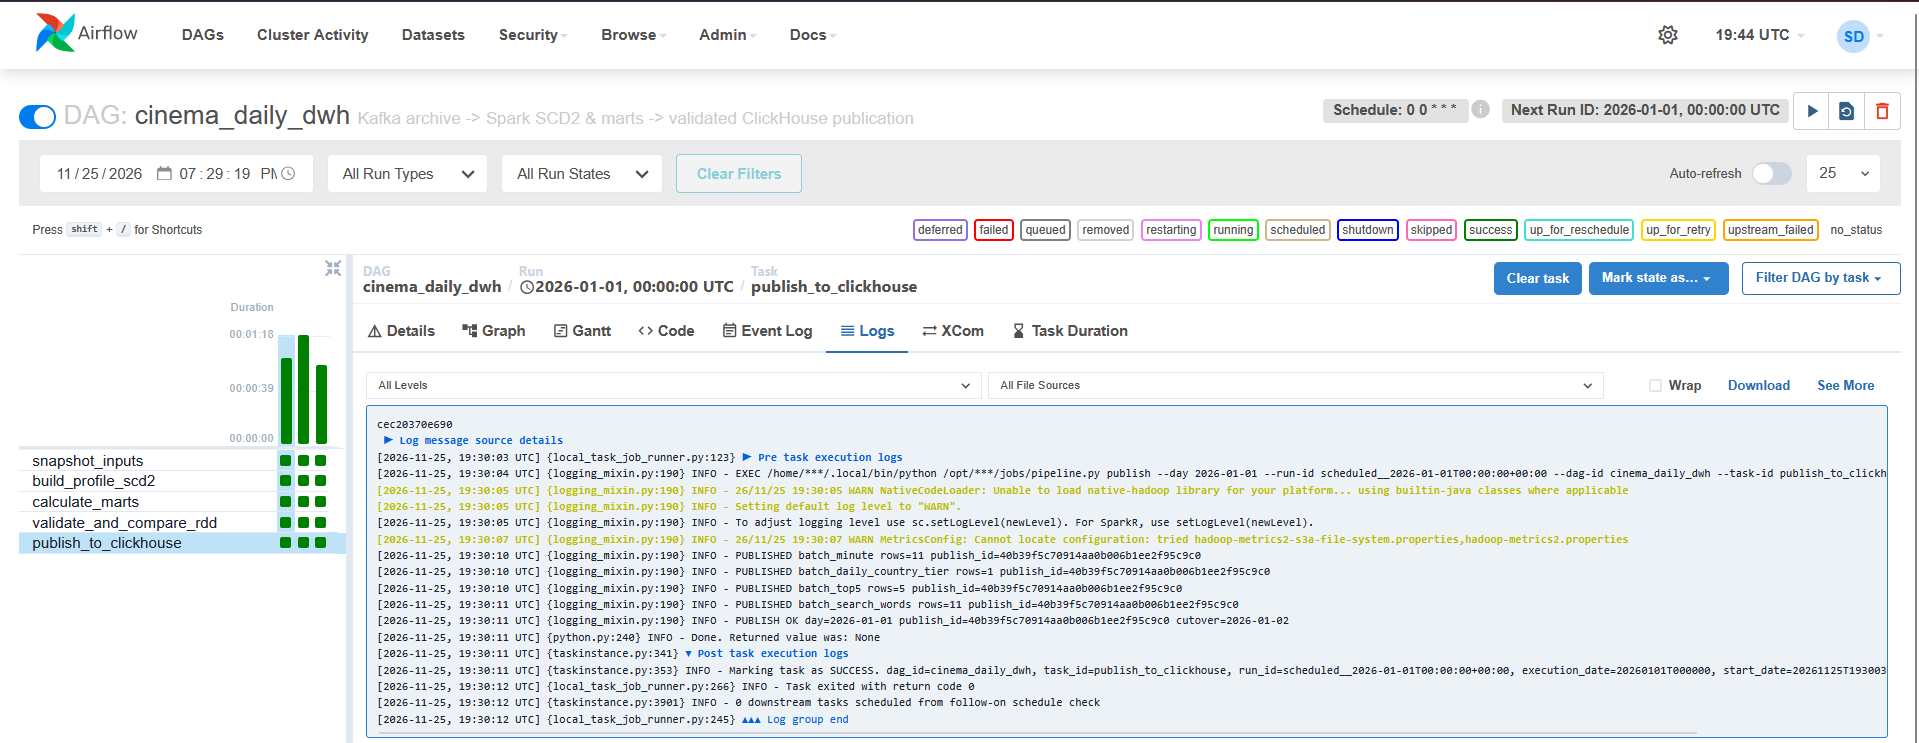 Airflow DAGs Cluster Activity Datasets Security Browse Admin Docs 19:44 UTC SD
DAG: cinema_daily_dwh Kafka archive -> Spark SCD2 & marts -> validated ClickHouse publication Schedule: 0 0 * * * i Next Run ID: 2026-01-01, 00:00:00 UTC
11/25/2026 07:29:19 PM All Run Types All Run States Clear Filters Auto-refresh 25
Press shift + / for Shortcuts deferred failed queued removed restarting running scheduled shutdown skipped success up_for_reschedule up_for_retry upstream_failed no_status
DAG Run Task
cinema_daily_dwh / 2026-01-01, 00:00:00 UTC / publish_to_clickhouse Clear task Mark state as... Filter DAG by task
Duration
00:01:18
00:00:39
00:00:00
snapshot_inputs
build_profile_scd2
calculate_marts
validate_and_compare_rdd
publish_to_clickhouse
Details Graph Gantt Code Event Log Logs XCom Task Duration
All Levels All File Sources Wrap Download See More
cec20370e690
▶ Log message source details
[2026-11-25, 19:30:03 UTC] {local_task_job_runner.py:123} ▶ Pre task execution logs
[2026-11-25, 19:30:04 UTC] {logging_mixin.py:190} INFO - EXEC /home/***/.local/bin/python /opt/***/jobs/pipeline.py publish --day 2026-01-01 --run-id scheduled__2026-01-01T00:00:00+00:00 --dag-id cinema_daily_dwh --task-id publish_to_clickh
[2026-11-25, 19:30:05 UTC] {logging_mixin.py:190} INFO - 26/11/25 19:30:05 WARN NativeCodeLoader: Unable to load native-hadoop library for your platform... using builtin-java classes where applicable
[2026-11-25, 19:30:05 UTC] {logging_mixin.py:190} INFO - Setting default log level to "WARN".
[2026-11-25, 19:30:05 UTC] {logging_mixin.py:190} INFO - To adjust logging level use sc.setLogLevel(newLevel). For SparkR, use setLogLevel(newLevel).
[2026-11-25, 19:30:07 UTC] {logging_mixin.py:190} INFO - 26/11/25 19:30:07 WARN MetricsConfig: Cannot locate configuration: tried hadoop-metrics2-s3a-file-system.properties,hadoop-metrics2.properties
[2026-11-25, 19:30:10 UTC] {logging_mixin.py:190} INFO - PUBLISHED batch_minute rows=11 publish_id=40b39f5c70914aa0b006b1ee2f95c9c0
[2026-11-25, 19:30:10 UTC] {logging_mixin.py:190} INFO - PUBLISHED batch_daily_country_tier rows=1 publish_id=40b39f5c70914aa0b006b1ee2f95c9c0
[2026-11-25, 19:30:10 UTC] {logging_mixin.py:190} INFO - PUBLISHED batch_top5 rows=5 publish_id=40b39f5c70914aa0b006b1ee2f95c9c0
[2026-11-25, 19:30:11 UTC] {logging_mixin.py:190} INFO - PUBLISHED batch_search_words rows=11 publish_id=40b39f5c70914aa0b006b1ee2f95c9c0
[2026-11-25, 19:30:11 UTC] {logging_mixin.py:190} INFO - PUBLISH OK day=2026-01-01 publish_id=40b39f5c70914aa0b006b1ee2f95c9c0 cutover=2026-01-02
[2026-11-25, 19:30:11 UTC] {python.py:240} INFO - Done. Returned value was: None
[2026-11-25, 19:30:11 UTC] {taskinstance.py:341} ▼ Post task execution logs
[2026-11-25, 19:30:11 UTC] {taskinstance.py:353} INFO - Marking task as SUCCESS. dag_id=cinema_daily_dwh, task_id=publish_to_clickhouse, run_id=scheduled__2026-01-01T00:00:00+00:00, execution_date=20260101T000000, start_date=20261125T193003
[2026-11-25, 19:30:12 UTC] {local_task_job_runner.py:266} INFO - Task exited with return code 0
[2026-11-25, 19:30:12 UTC] {taskinstance.py:3901} INFO - 0 downstream tasks scheduled from follow-on schedule check
[2026-11-25, 19:30:12 UTC] {local_task_job_runner.py:245} ▲▲▲ Log group end